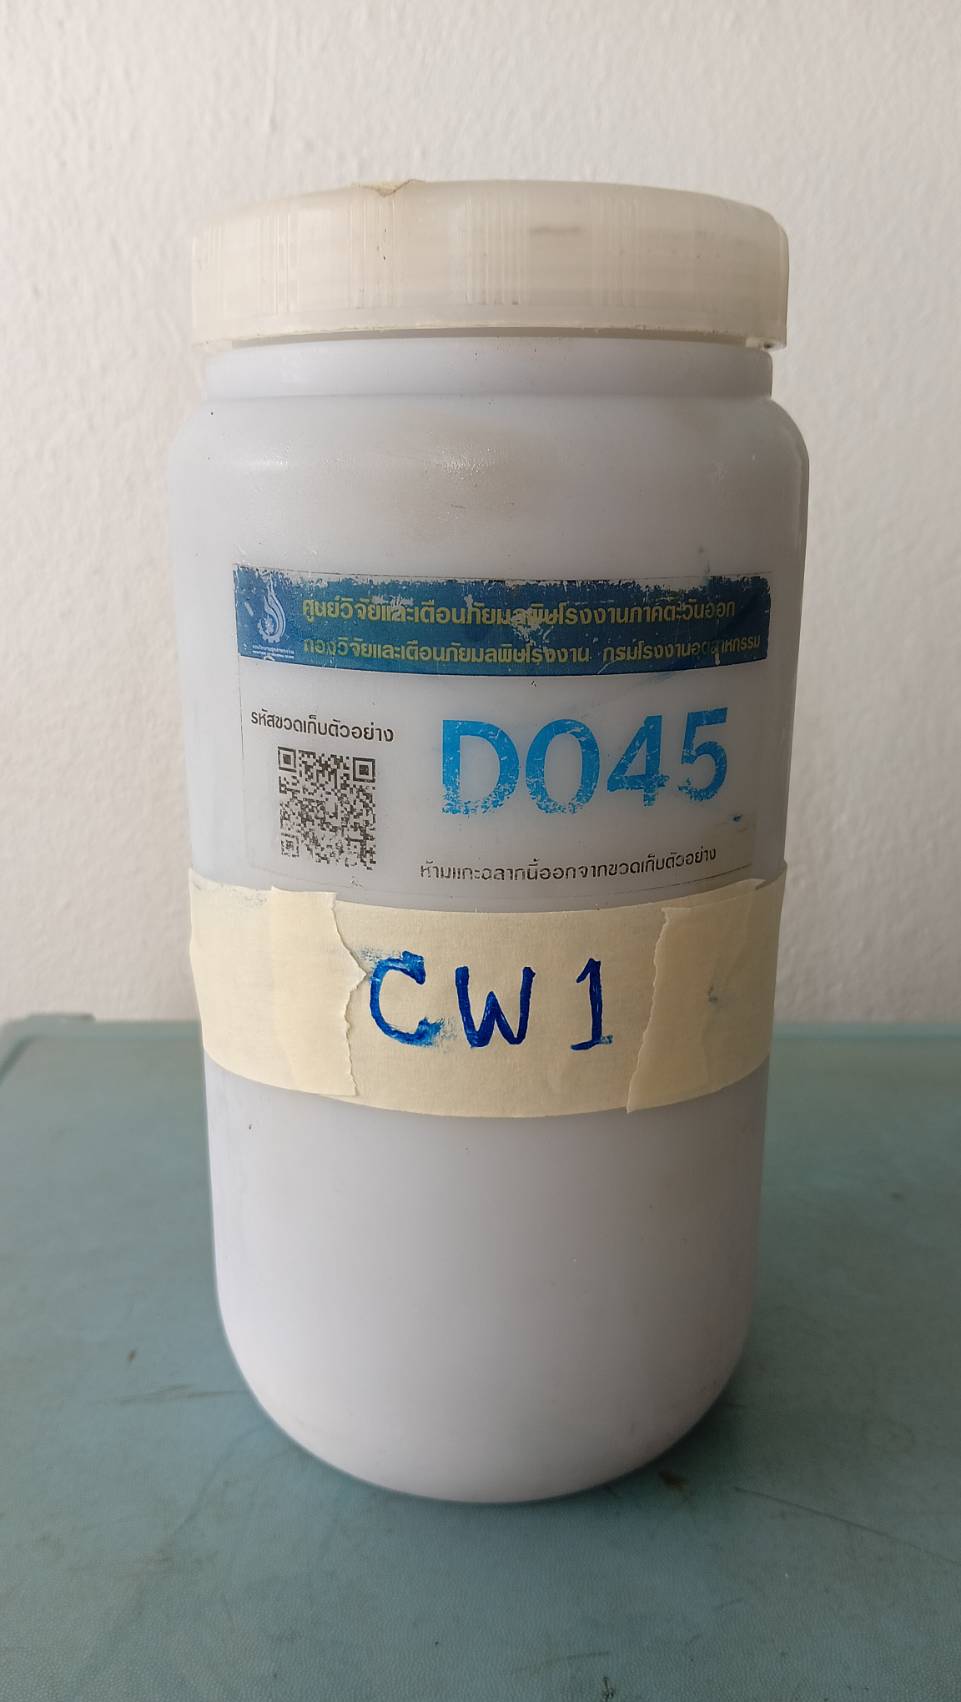 ศูนย์วิจัยและเตือนภัยมลพิษโรงงานภาคตะวันออก
กองวิจัยและเตือนภัยมลพิษโรงงาน กรมโรงงานอุตสาหกรรม
รหัสขวดเก็บตัวอย่าง
D045
ห้ามแกะฉลากนี้ออกจากขวดเก็บตัวอย่าง
CW1